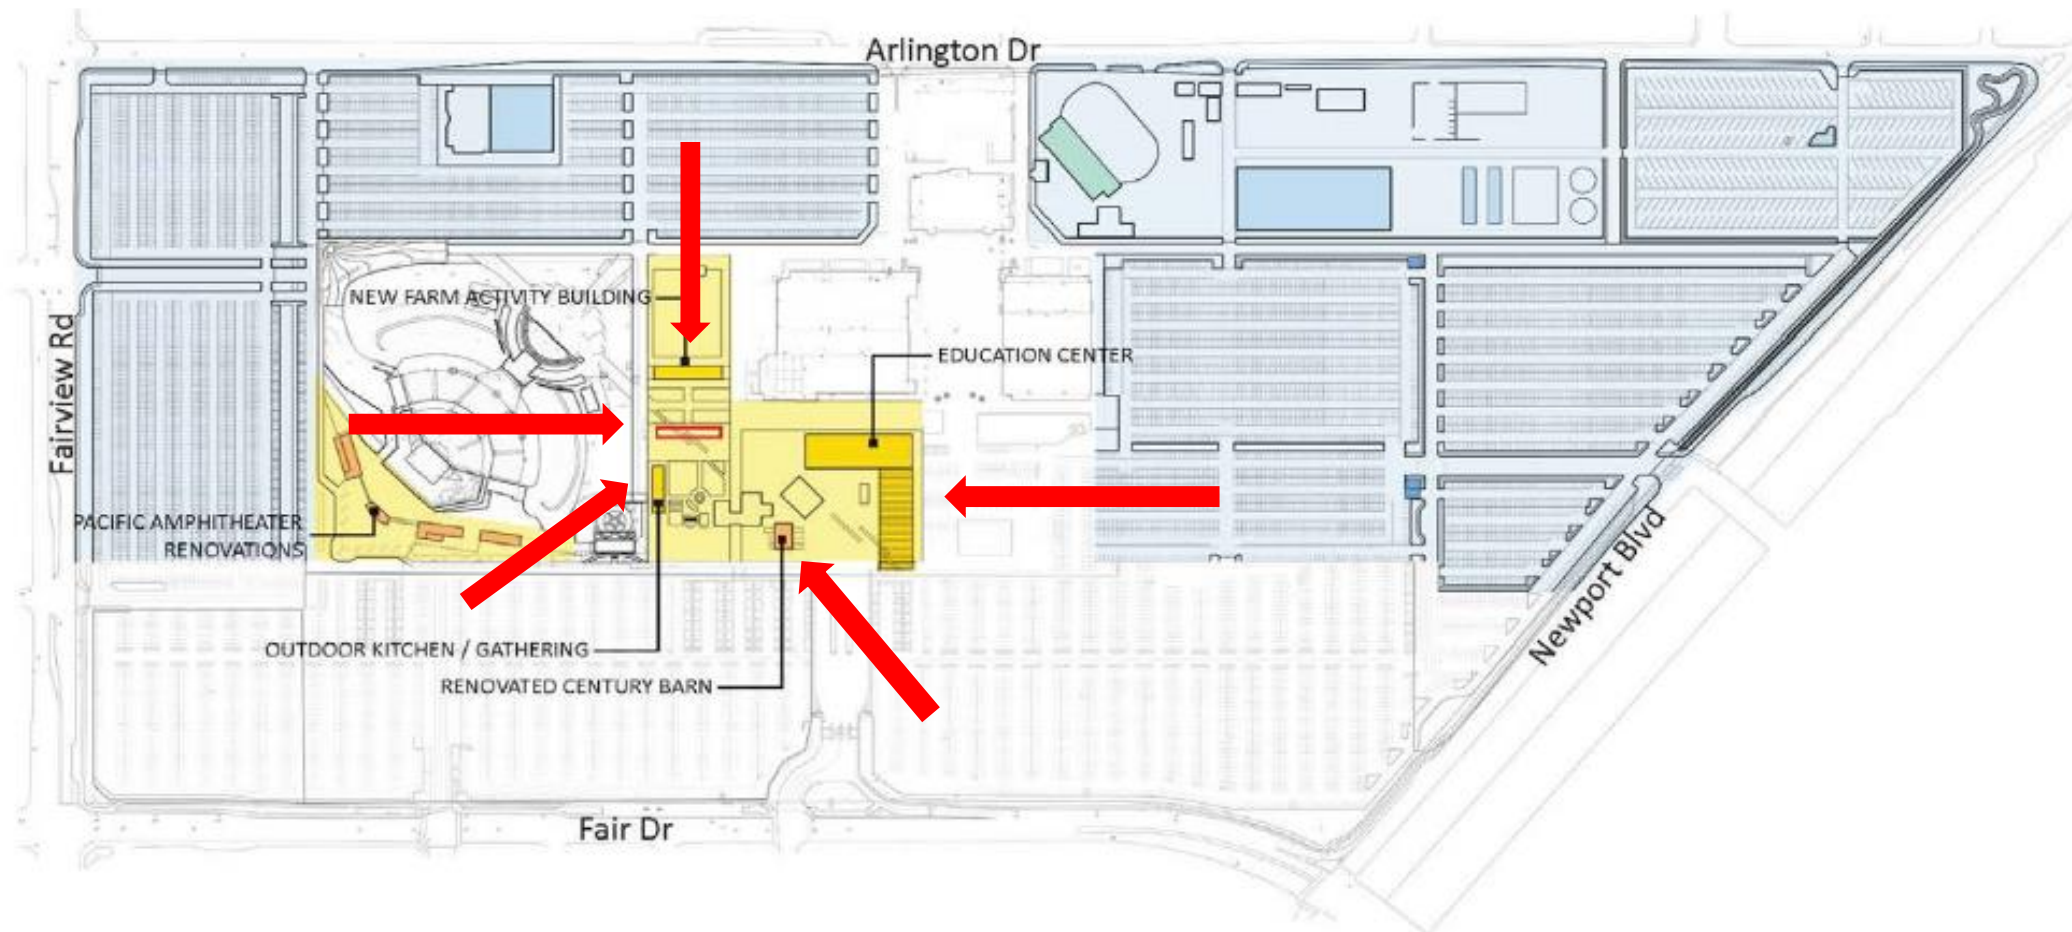 Arlington Dr
NEW FARM ACTIVITY BUILDING
EDUCATION CENTER
Fairview Rd
PACIFIC AMPHITHEATER
RENOVATIONS
OUTDOOR KITCHEN / GATHERING
RENOVATED CENTURY BARN
Newport Blvd
Fair Dr